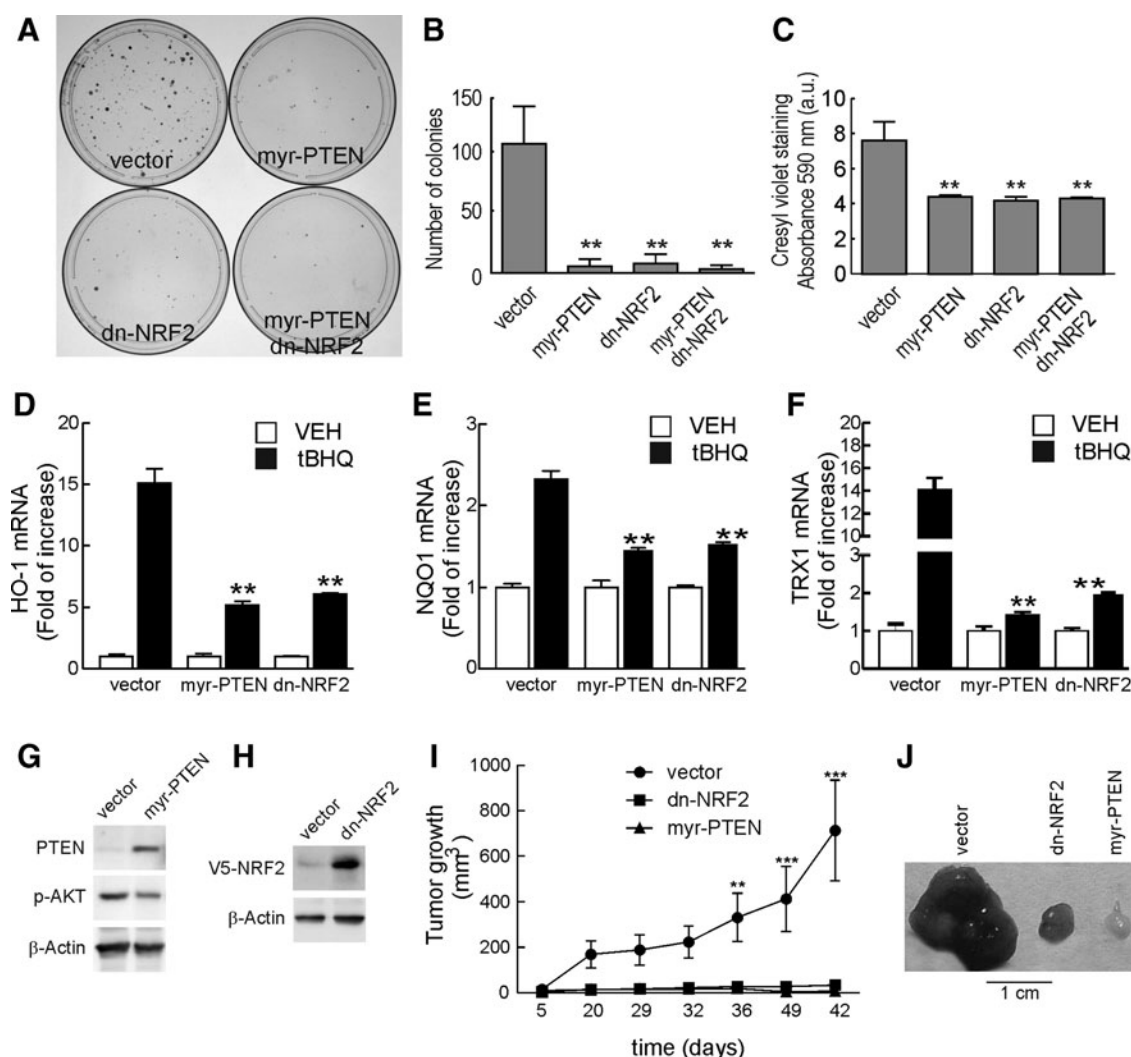 A
vector
myr-PTEN
dn-NRF2
myr-PTEN
dn-NRF2
B
Number of colonies
150
100
50
0
**
**
**
vector
myr-PTEN
dn-NRF2
myr-PTEN
dn-NRF2
C
Cresyl violet staining
Absorbance 590 nm (a.u.)
8
6
4
2
0
**
**
**
vector
myr-PTEN
dn-NRF2
myr-PTEN
dn-NRF2
D
HO-1 mRNA
(Fold of increase)
20
15
10
5
0
VEH
tBHQ
**
**
vector
myr-PTEN
dn-NRF2
E
NQO1 mRNA
(Fold of increase)
3
2
1
0
VEH
tBHQ
**
**
vector
myr-PTEN
dn-NRF2
F
TRX1 mRNA
(Fold of increase)
20
18
16
14
12
10
2
1
0
VEH
tBHQ
**
**
vector
myr-PTEN
dn-NRF2
G
vector
myr-PTEN
PTEN
p-AKT
β-Actin
H
vector
dn-NRF2
V5-NRF2
β-Actin
I
Tumor growth
(mm³)
1000
800
600
400
200
0
vector
dn-NRF2
myr-PTEN
**
***
***
5
20
29
32
36
49
42
time (days)
J
vector
dn-NRF2
myr-PTEN
1 cm